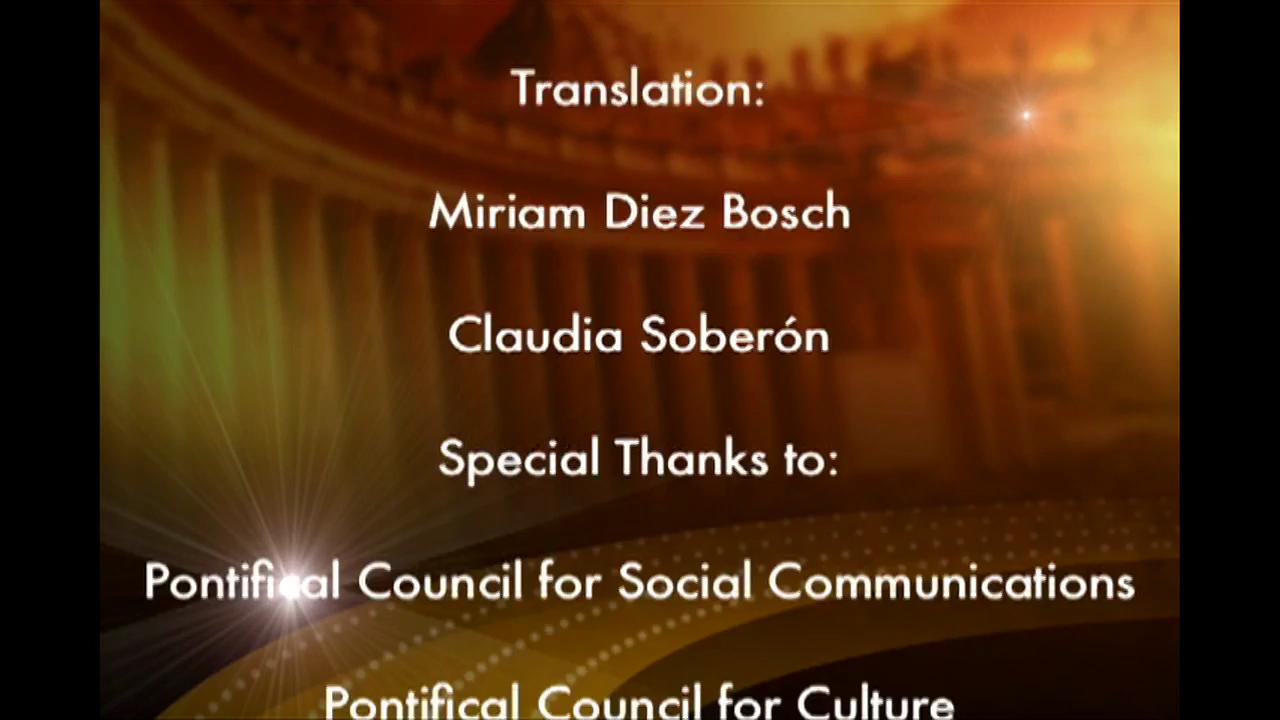 Translation:
Miriam Diez Bosch
Claudia Soberón
Special Thanks to:
Pontifical Council for Social Communications
Pontifical Council for Culture